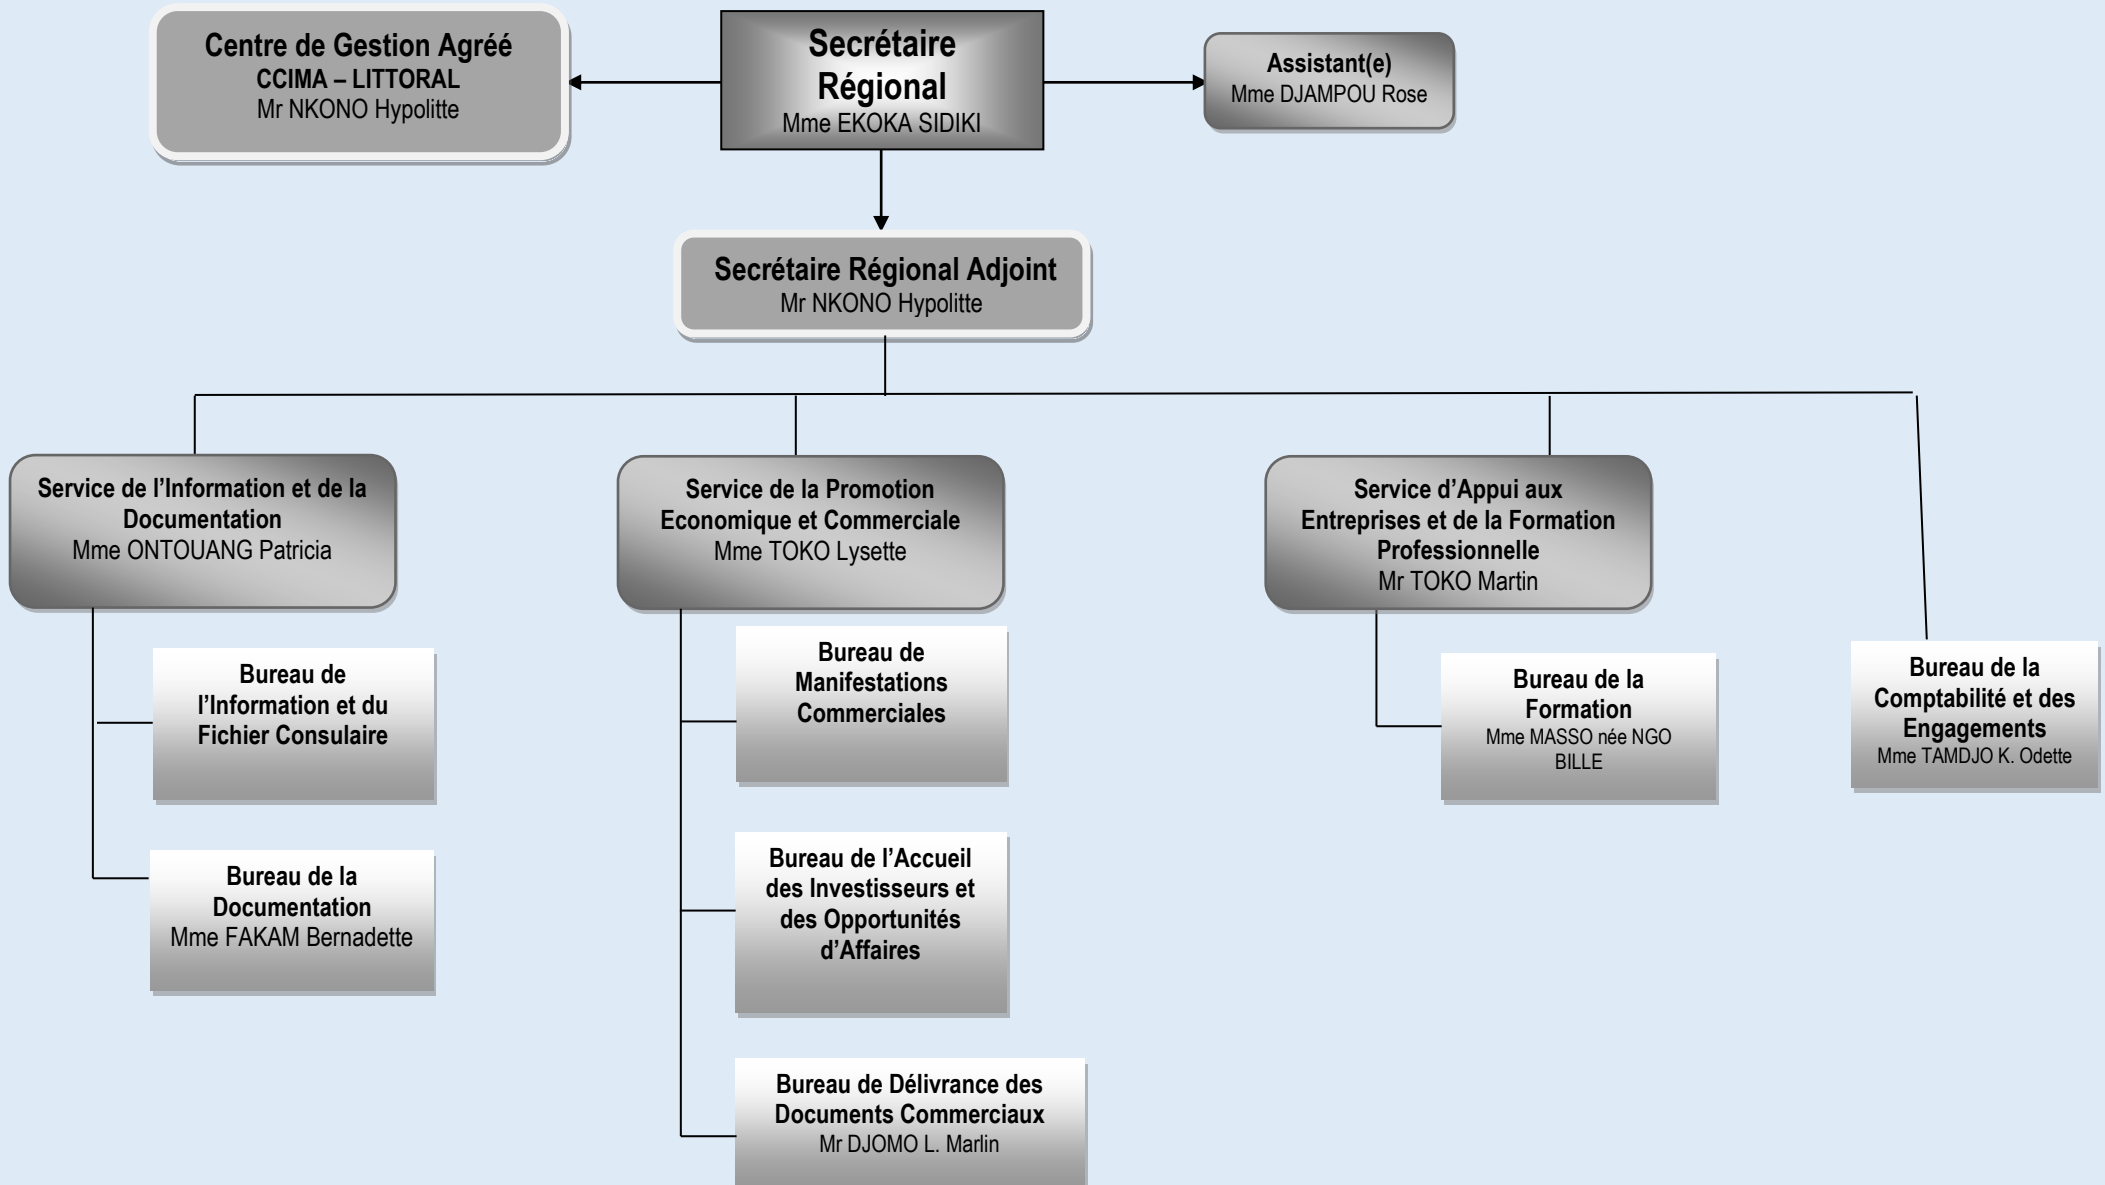 Centre de Gestion Agréé
CCIMA – LITTORAL
Mr NKONO Hypolitte
Secrétaire
Régional
Mme EKOKA SIDIKI
Assistant(e)
Mme DJAMPOU Rose
Secrétaire Régional Adjoint
Mr NKONO Hypolitte
Service de l’Information et de la
Documentation
Mme ONTOUANG Patricia
Service de la Promotion
Economique et Commerciale
Mme TOKO Lysette
Service d’Appui aux
Entreprises et de la Formation
Professionnelle
Mr TOKO Martin
Bureau de
l’Information et du
Fichier Consulaire
Bureau de la
Documentation
Mme FAKAM Bernadette
Bureau de
Manifestations
Commerciales
Bureau de l’Accueil
des Investisseurs et
des Opportunités
d’Affaires
Bureau de Délivrance des
Documents Commerciaux
Mr DJOMO L. Marlin
Bureau de la
Formation
Mme MASSO née NGO
BILLE
Bureau de la
Comptabilité et des
Engagements
Mme TAMDJO K. Odette